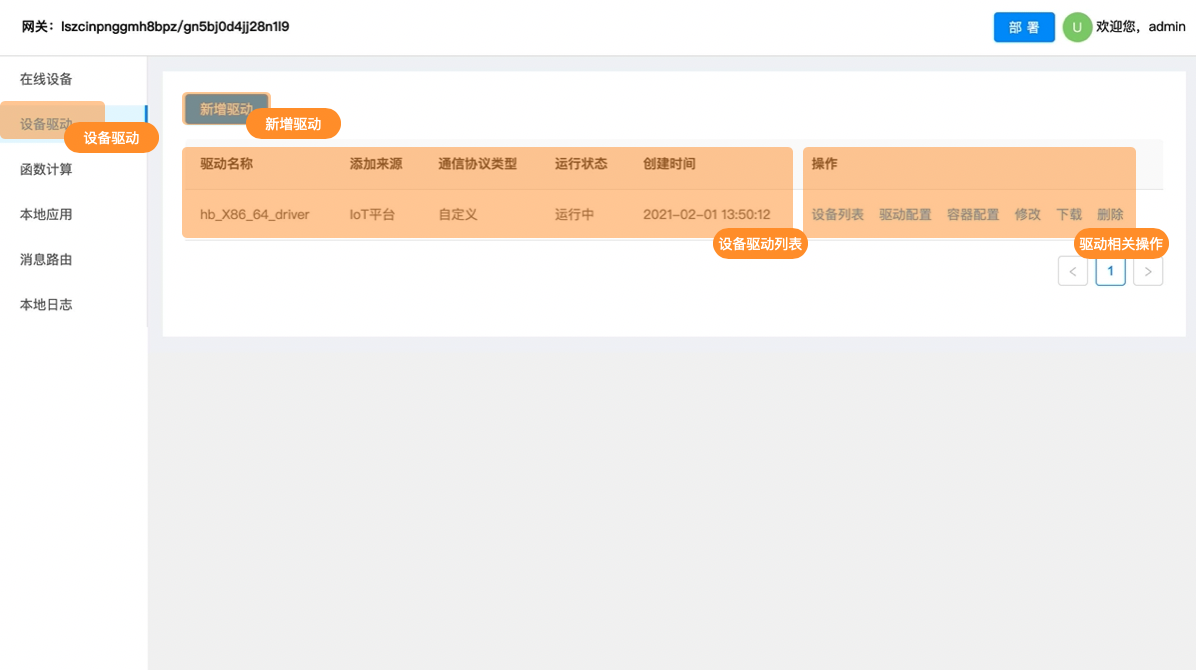 网关：lszcinpnggmh8bpz/gn5bj0d4jj28n1l9
部 署
U
欢迎您，admin
在线设备
设备驱动
设备驱动
函数计算
本地应用
消息路由
本地日志
新增驱动
新增驱动
驱动名称 添加来源 通信协议类型 运行状态 创建时间 操作
hb_X86_64_driver IoT平台 自定义 运行中 2021-02-01 13:50:12 设备列表 驱动配置 容器配置 修改 下载 删除
设备驱动列表
驱动相关操作
< 1 >